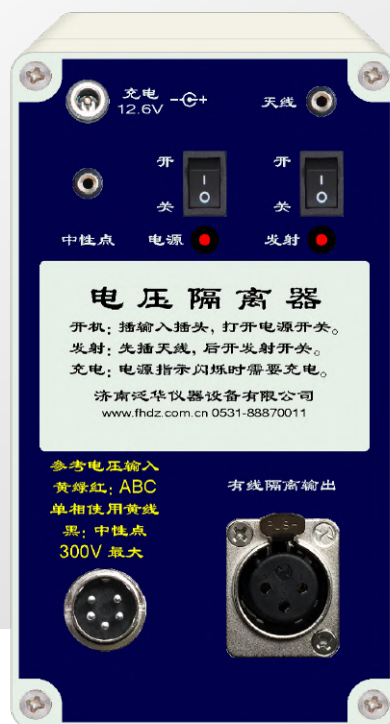 充电
12.6V
天线
开
开
关
关
中性点
电源
发射
电压隔离器
开机：插输入插头，打开电源开关。
发射：先插天线，后开发射开关。
充电：电源指示闪烁时需要充电。
济南泛华仪器设备有限公司
www.fhdz.com.cn 0531-88870011
参考电压输入
黄绿红：ABC
单相使用黄线
黑：中性点
300V 最大
有线隔离输出
PUSH